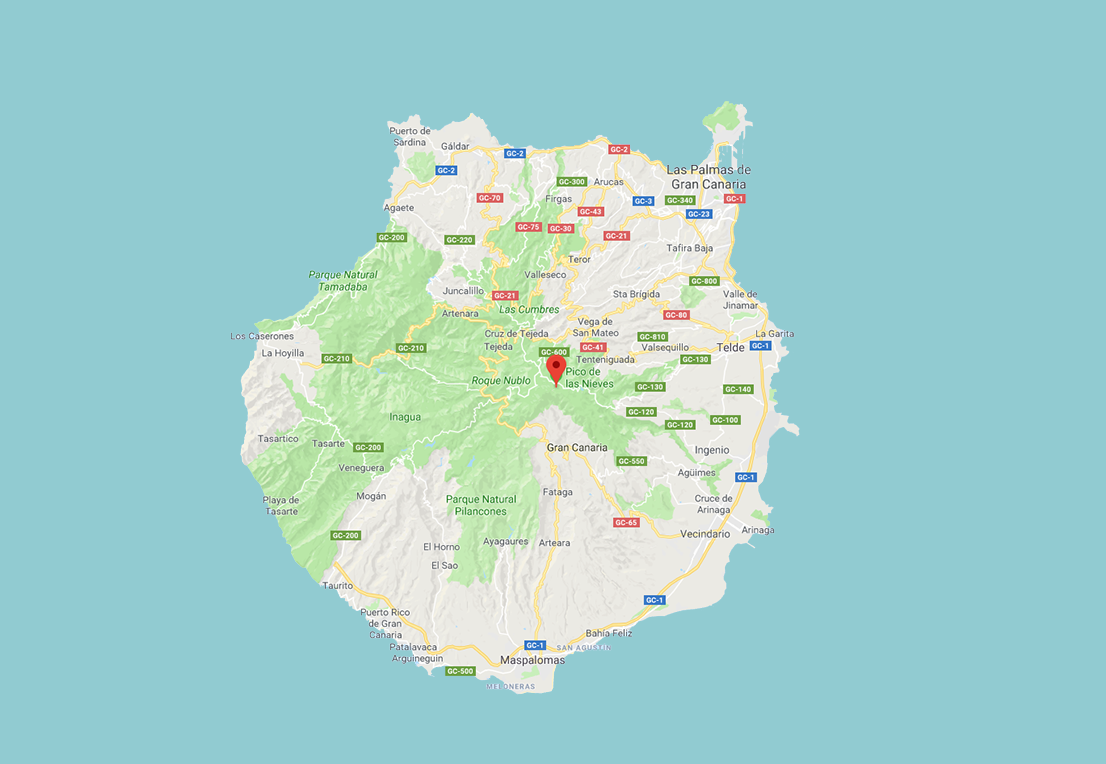 Puerto de
Sardina
Gáldar
GC-2
GC-2
GC-2
Las Palmas de
Gran Canaria
GC-300
Arucas
GC-70
Firgas
GC-3
GC-340
GC-1
Agaete
GC-43
GC-23
GC-75
GC-30
GC-200
GC-220
GC-21
Tafira Baja
Teror
Parque Natural
Tamadaba
Valleseco
GC-800
Juncalillo
GC-21
Sta Brígida
Valle de
Jinamar
Artenara
Las Cumbres
GC-80
Vega de
San Mateo
Los Caserones
Cruz de Tejeda
GC-810
La Garita
Tejeda
GC-41
Valsequillo
Telde
GC-1
La Hoyilla
GC-210
GC-210
GC-600
Tenteniguada
GC-130
Pico de
las Nieves
Roque Nublo
GC-130
GC-140
Inagua
GC-120
GC-120
GC-100
Tasartico
Tasarte
GC-200
Gran Canaria
Ingenio
Veneguera
GC-550
Agüimes
GC-1
Mogán
Fataga
Playa de
Tasarte
Parque Natural
Pilancones
Cruce de
Arinaga
GC-65
Arinaga
GC-200
El Horno
Ayagaures
Arteara
Vecindario
El Sao
Taurito
GC-1
Puerto Rico
de Gran
Canaria
Bahía Feliz
Patalavaca
GC-1
SAN AGUSTIN
Arguineguin
Maspalomas
GC-500
MELONERAS